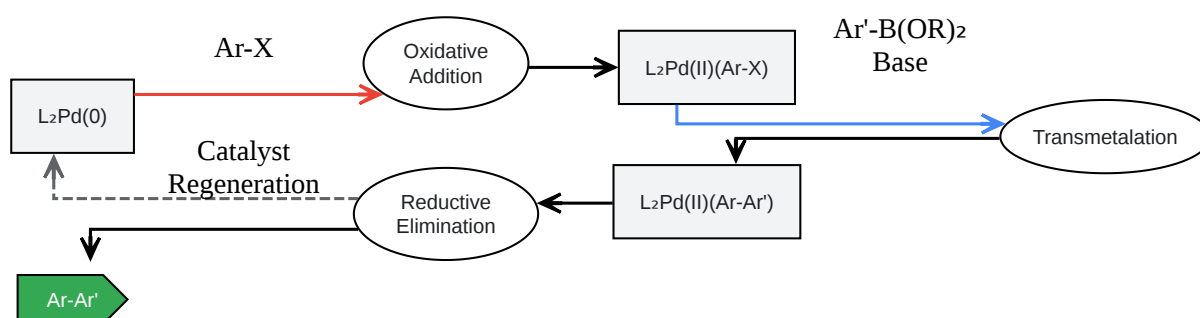 Ar-X
Oxidative
Addition
L₂Pd(II)(Ar-X)
Ar'-B(OR)₂
Base
L₂Pd(0)
Transmetalation
Catalyst
Regeneration
Reductive
Elimination
L₂Pd(II)(Ar-Ar')
Ar-Ar'